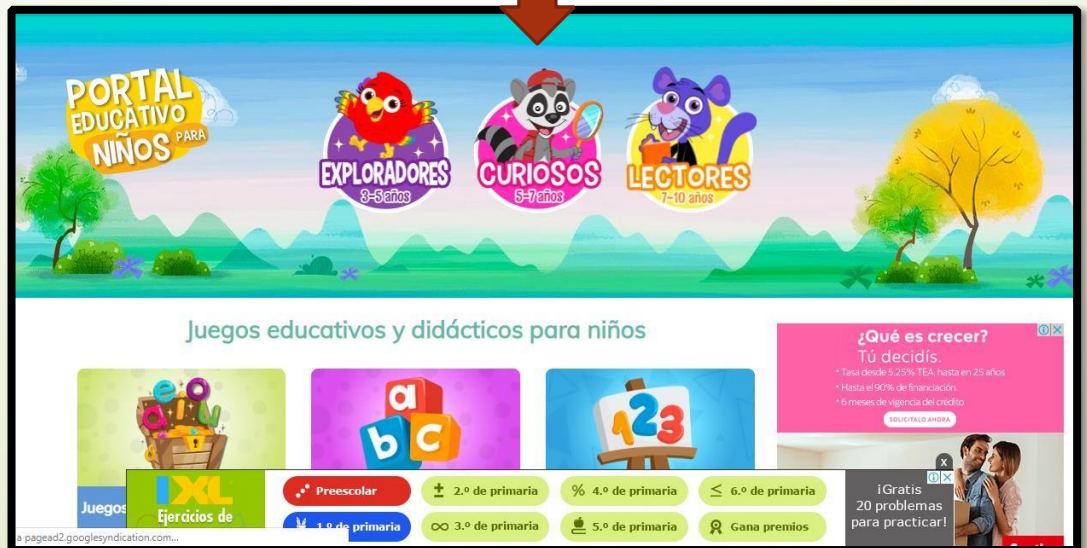 PORTAL
EDUCATIVO
NIÑOS PARA
EXPLORADORES
3-5 años
CURIOSOS
5-7 años
LECTORES
7-10 años
Juegos educativos y didácticos para niños
¿Qué es crecer?
Tú decidís.
• Tasa desde 5.25% TEA, hasta en 25 años
• Hasta el 90% de financiación
• 6 meses de vigencia del crédito
SOLICITALO AHORA
a e i o u
a b c
123
Juegos
IXL
Ejercicios de
Preescolar
2.º de primaria
4.º de primaria
6.º de primaria
1.º de primaria
3.º de primaria
5.º de primaria
Gana premios
¡Gratis
20 problemas
para practicar!
a pagead2.googlesyndication.com...